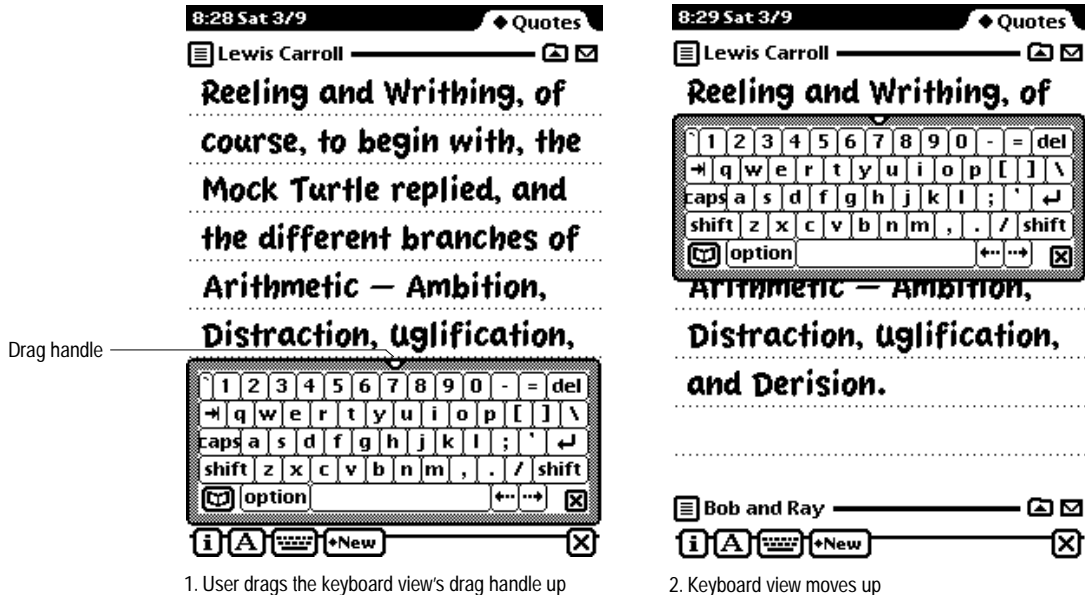 8:28 Sat 3/9 ◆Quotes
Lewis Carroll
Reeling and Writhing, of
course, to begin with, the
Mock Turtle replied, and
the different branches of
Arithmetic — Ambition,
Distraction, Uglification,
Drag handle
` 1 2 3 4 5 6 7 8 9 0 - = del
⇥ q w e r t y u i o p [ ] \
caps a s d f g h j k l ; ' ↵
shift z x c v b n m , . / shift
option ← → X
i A ◆New X
1. User drags the keyboard view's drag handle up
8:29 Sat 3/9 ◆Quotes
Lewis Carroll
Reeling and Writhing, of
` 1 2 3 4 5 6 7 8 9 0 - = del
⇥ q w e r t y u i o p [ ] \
caps a s d f g h j k l ; ' ↵
shift z x c v b n m , . / shift
option ← → X
Arithmetic — Ambition,
Distraction, Uglification,
and Derision.
Bob and Ray
i A ◆New X
2. Keyboard view moves up